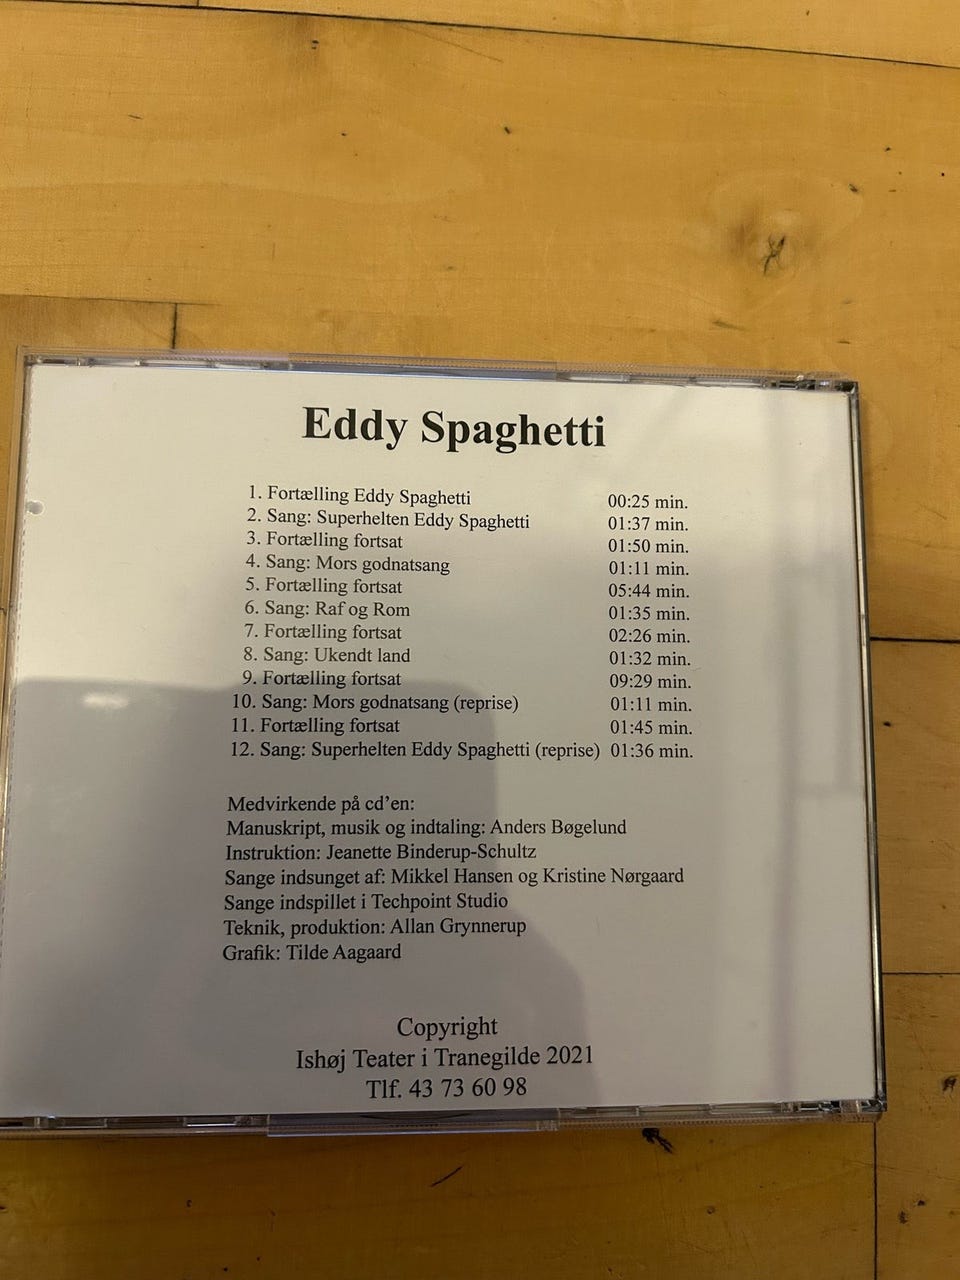 Eddy Spaghetti
1. Fortælling Eddy Spaghetti 00:25 min.
2. Sang: Superhelten Eddy Spaghetti 01:37 min.
3. Fortælling fortsat 01:50 min.
4. Sang: Mors godnatsang 01:11 min.
5. Fortælling fortsat 05:44 min.
6. Sang: Raf og Rom 01:35 min.
7. Fortælling fortsat 02:26 min.
8. Sang: Ukendt land 01:32 min.
9. Fortælling fortsat 09:29 min.
10. Sang: Mors godnatsang (reprise) 01:11 min.
11. Fortælling fortsat 01:45 min.
12. Sang: Superhelten Eddy Spaghetti (reprise) 01:36 min.
Medvirkende på cd’en:
Manuskript, musik og indtaling: Anders Bøgelund
Instruktion: Jeanette Binderup-Schultz
Sange indsunget af: Mikkel Hansen og Kristine Nørgaard
Sange indspillet i Techpoint Studio
Teknik, produktion: Allan Grynnerup
Grafik: Tilde Aagaard
Copyright
Ishøj Teater i Tranegilde 2021
Tlf. 43 73 60 98